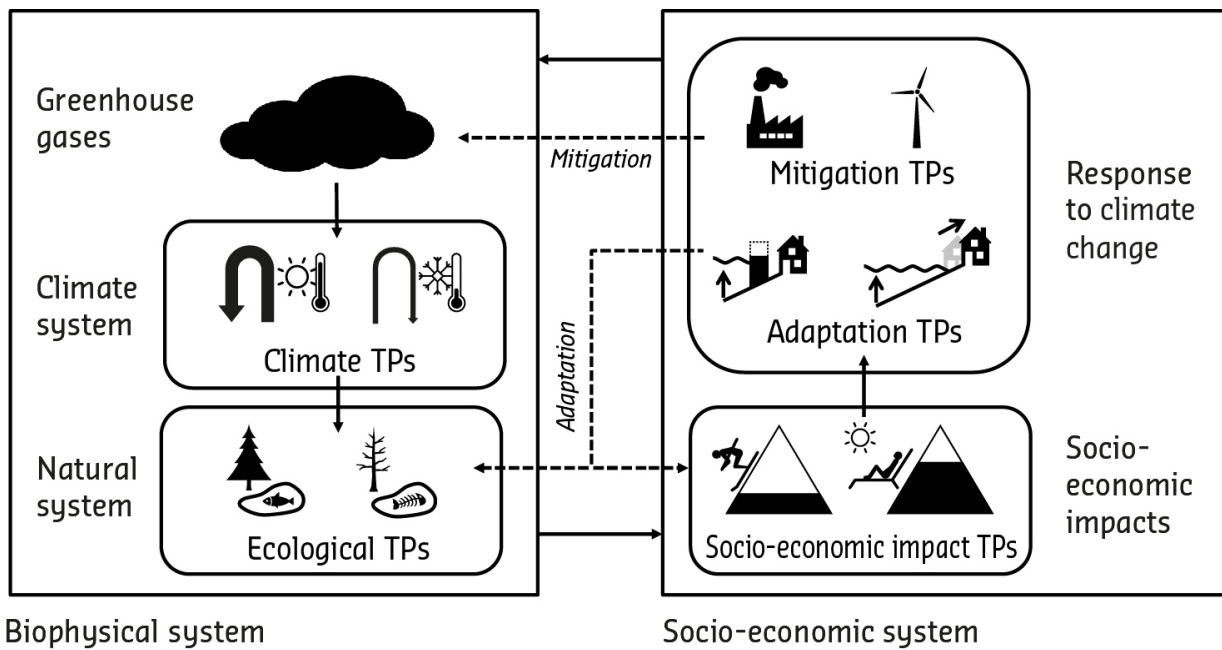 Greenhouse
gases
Climate
system
Climate TPs
Natural
system
Ecological TPs
Biophysical system
Mitigation
Adaptation
Mitigation TPs
Adaptation TPs
Response
to climate
change
Socio-economic impact TPs
Socio-
economic
impacts
Socio-economic system